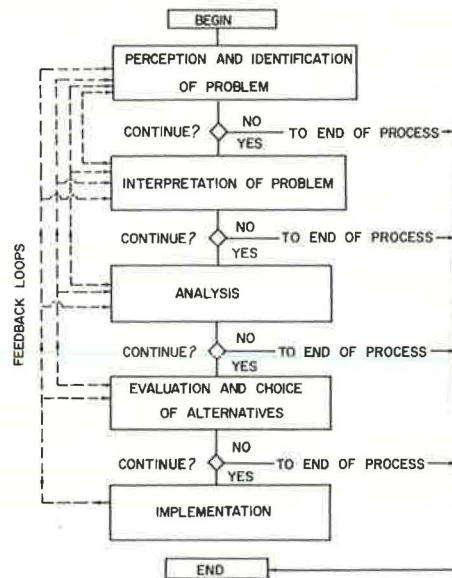 BEGIN
PERCEPTION AND IDENTIFICATION
OF PROBLEM
CONTINUE? NO TO END OF PROCESS
YES
INTERPRETATION OF PROBLEM
CONTINUE? NO TO END OF PROCESS
YES
ANALYSIS
CONTINUE? NO TO END OF PROCESS
YES
EVALUATION AND CHOICE
OF ALTERNATIVES
CONTINUE? NO TO END OF PROCESS
YES
IMPLEMENTATION
END
FEEDBACK LOOPS